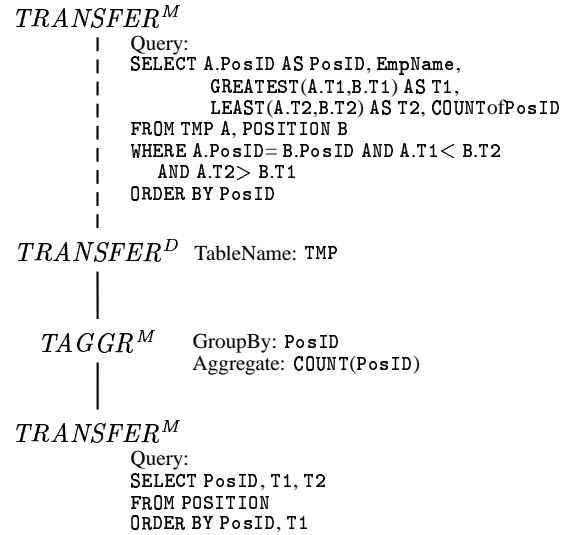 TRANSFER^M
Query:
SELECT A.PosID AS PosID, EmpName,
GREATEST(A.T1,B.T1) AS T1,
LEAST(A.T2,B.T2) AS T2, COUNTofPosID
FROM TMP A, POSITION B
WHERE A.PosID= B.PosID AND A.T1< B.T2
AND A.T2> B.T1
ORDER BY PosID
TRANSFER^D TableName: TMP
TAGGR^M GroupBy: PosID
Aggregate: COUNT(PosID)
TRANSFER^M
Query:
SELECT PosID, T1, T2
FROM POSITION
ORDER BY PosID, T1